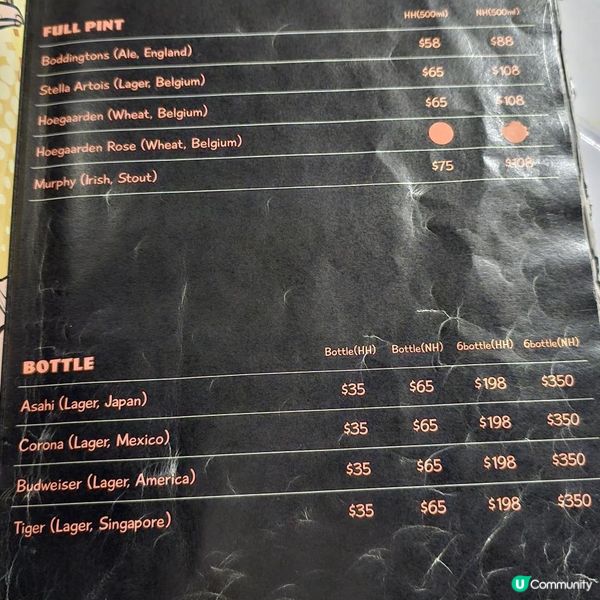 FULL PINT HH(500ml) NH(500ml)
Boddingtons (Ale, England) $58 $88
Stella Artois (Lager, Belgium) $65 $108
Hoegaarden (Wheat, Belgium) $65 $108
Hoegaarden Rose (Wheat, Belgium)
Murphy (Irish, Stout) $75 $108
BOTTLE Bottle(HH) Bottle(NH) 6bottle(HH) 6bottle(NH)
Asahi (Lager, Japan) $35 $65 $198 $350
Corona (Lager, Mexico) $35 $65 $198 $350
Budweiser (Lager, America) $35 $65 $198 $350
Tiger (Lager, Singapore) $35 $65 $198 $350
U Community